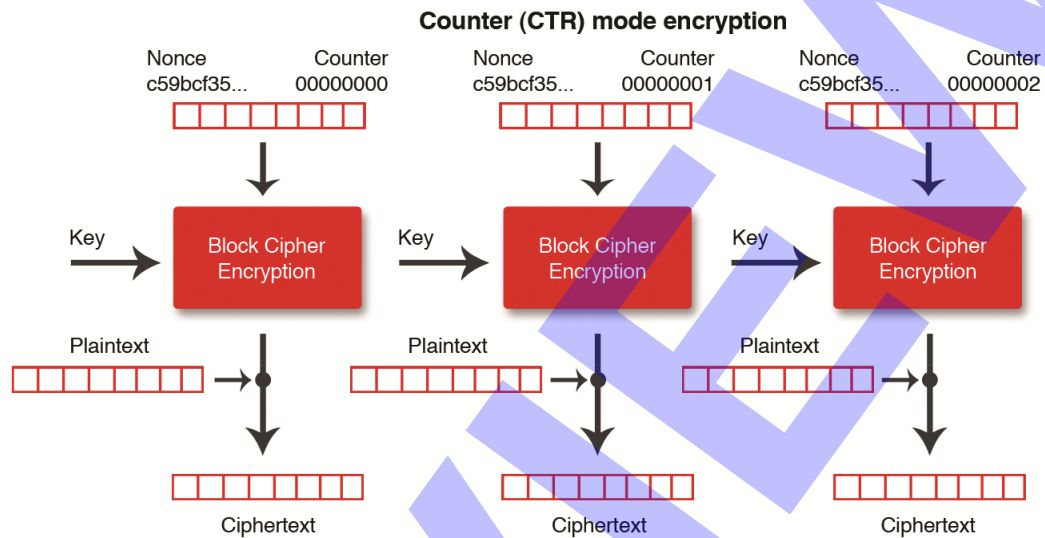 Counter (CTR) mode encryption
Nonce Counter Nonce Counter Nonce Counter
c59bcf35... 00000000 c59bcf35... 00000001 c59bcf35... 00000002
Key Block Cipher Key Block Cipher Key Block Cipher
Encryption Encryption Encryption
Plaintext Plaintext Plaintext
Ciphertext Ciphertext Ciphertext